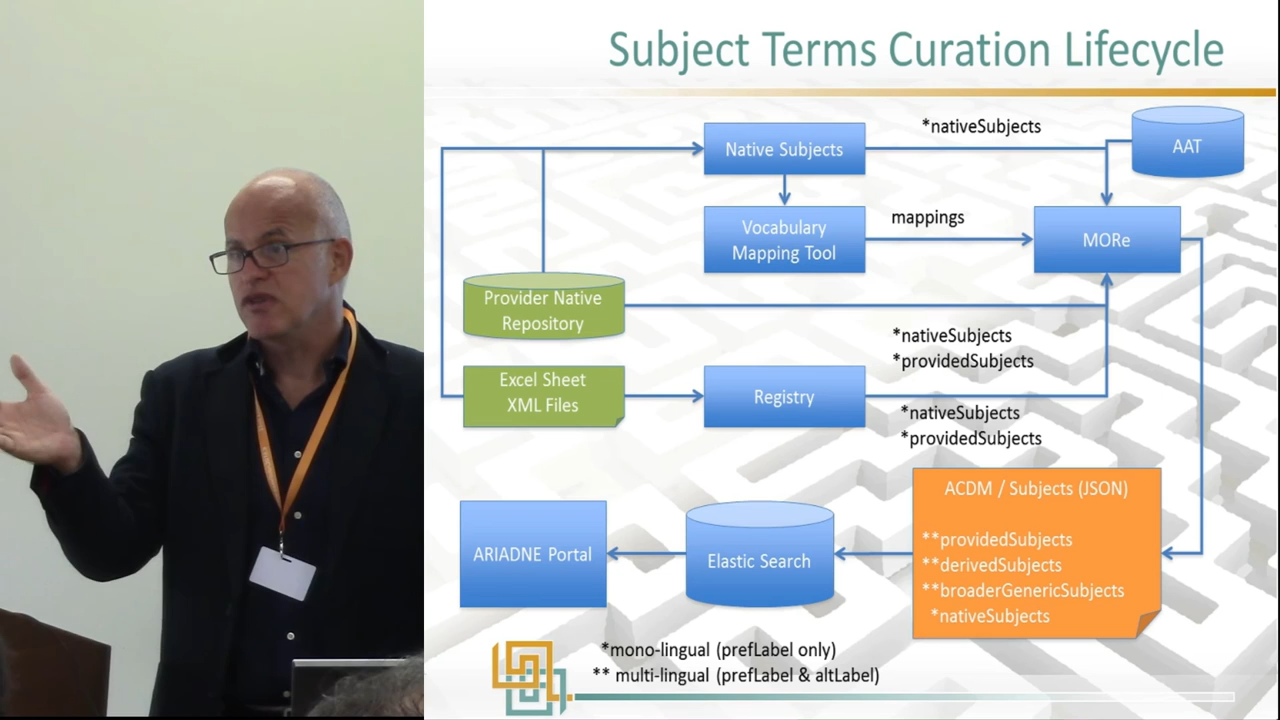 Subject Terms Curation Lifecycle
*nativeSubjects
AAT
Native Subjects
mappings
Vocabulary
Mapping Tool
MORe
Provider Native
Repository
*nativeSubjects
*providedSubjects
Excel Sheet
XML Files
Registry
*nativeSubjects
*providedSubjects
ACDM / Subjects (JSON)
**providedSubjects
**derivedSubjects
**broaderGenericSubjects
*nativeSubjects
ARIADNE Portal
Elastic Search
*mono-lingual (prefLabel only)
** multi-lingual (prefLabel & altLabel)